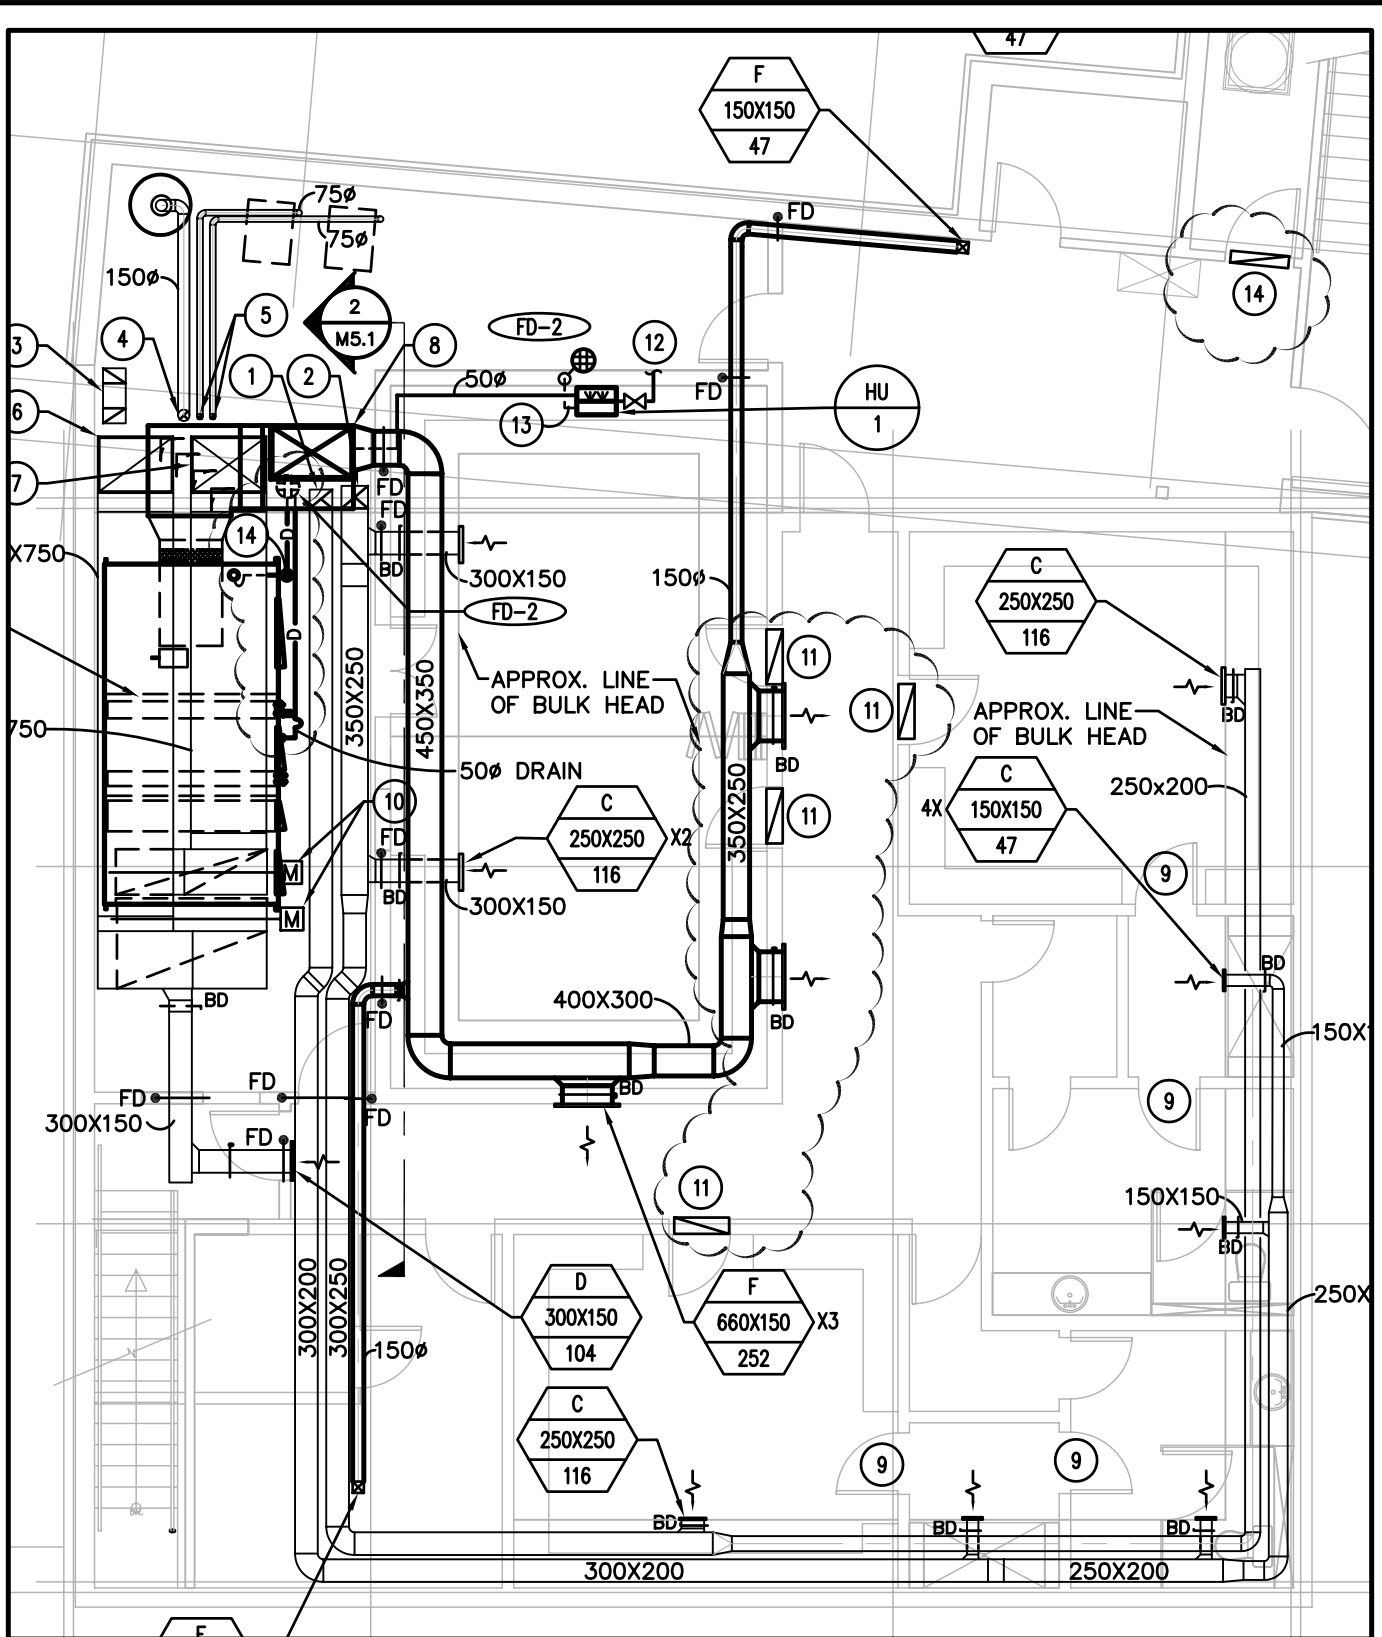 47
F
150X150
47
FD
75ø
75ø
150ø
14
2
M5.1
5
4
3
8
FD-2
12
1
2
50ø
FD
HU
1
6
13
7
FD
FD
14
X750
BD
300X150
FD-2
150ø
C
250X250
116
11
APPROX. LINE
OF BULK HEAD
11
APPROX. LINE
OF BULK HEAD
BD
D
D
350X250
450X350
750
50ø DRAIN
BD
350X250
250x200
10
C
250X250
116
X2
11
4X
C
150X150
47
FD
M
BD
300X150
9
M
BD
BD
400X300
FD
BD
150X1
FD
FD
FD
BD
9
300X150
FD
11
150X150
BD
300X200
300X250
D
300X150
104
F
660X150
252
X3
250X
150ø
N
C
250X250
116
9
9
DN.
BD
BD
BD
300X200
250X200
F